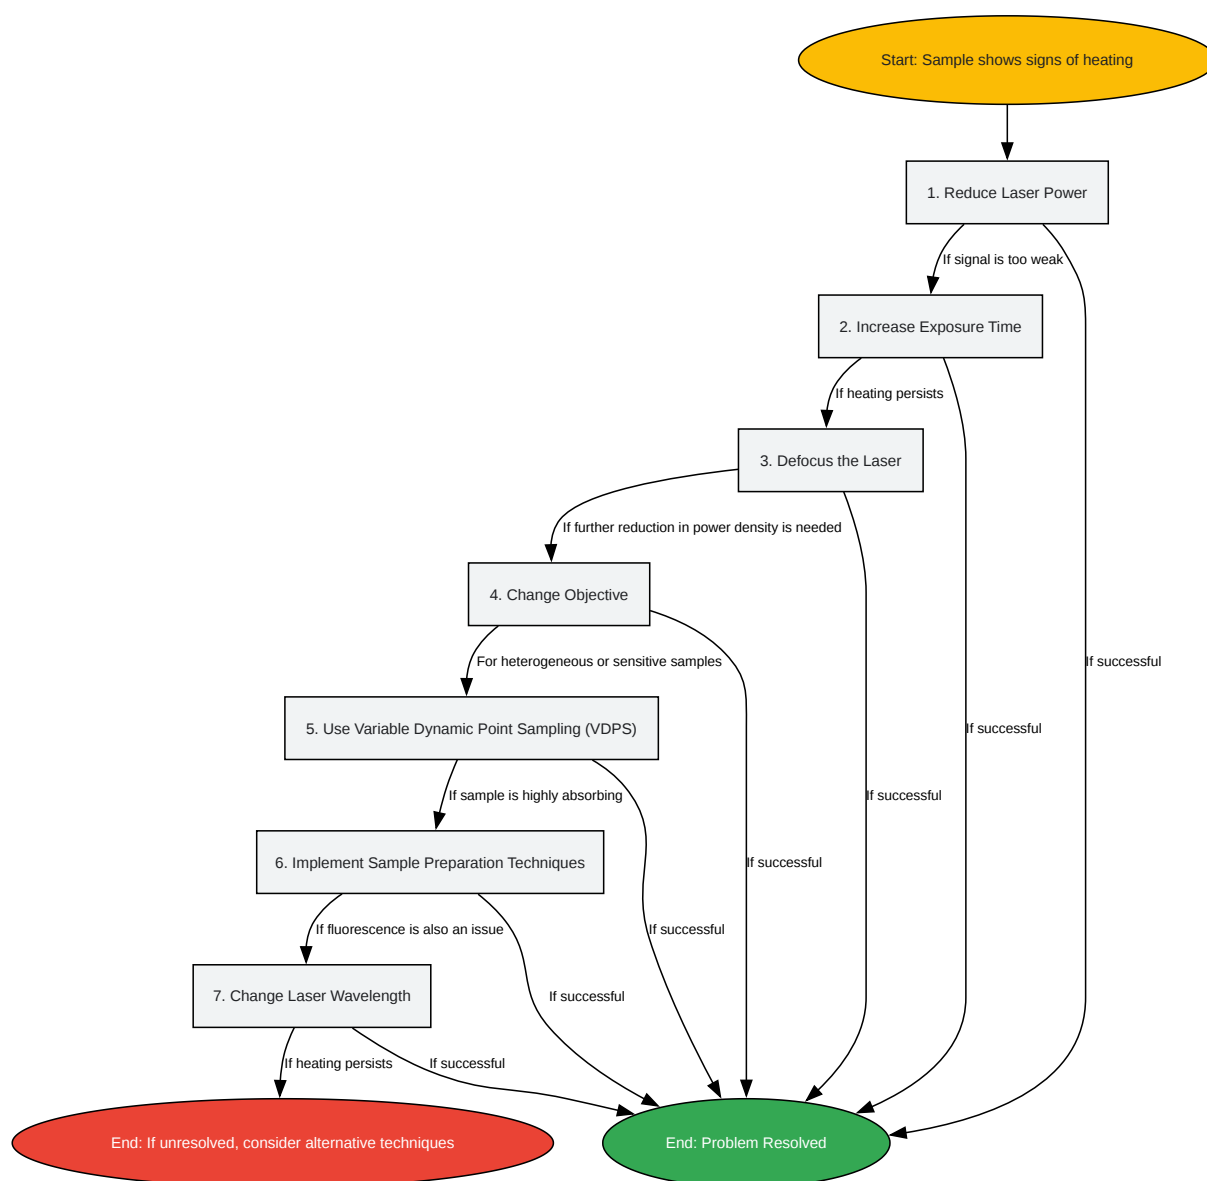 Start: Sample shows signs of heating
1. Reduce Laser Power
If signal is too weak
2. Increase Exposure Time
If heating persists
3. Defocus the Laser
If further reduction in power density is needed
4. Change Objective
For heterogeneous or sensitive samples
If successful
5. Use Variable Dynamic Point Sampling (VDPS)
If successful
If sample is highly absorbing
If successful
6. Implement Sample Preparation Techniques
If successful
If fluorescence is also an issue
If successful
7. Change Laser Wavelength
If successful
If heating persists
If successful
End: If unresolved, consider alternative techniques
End: Problem Resolved